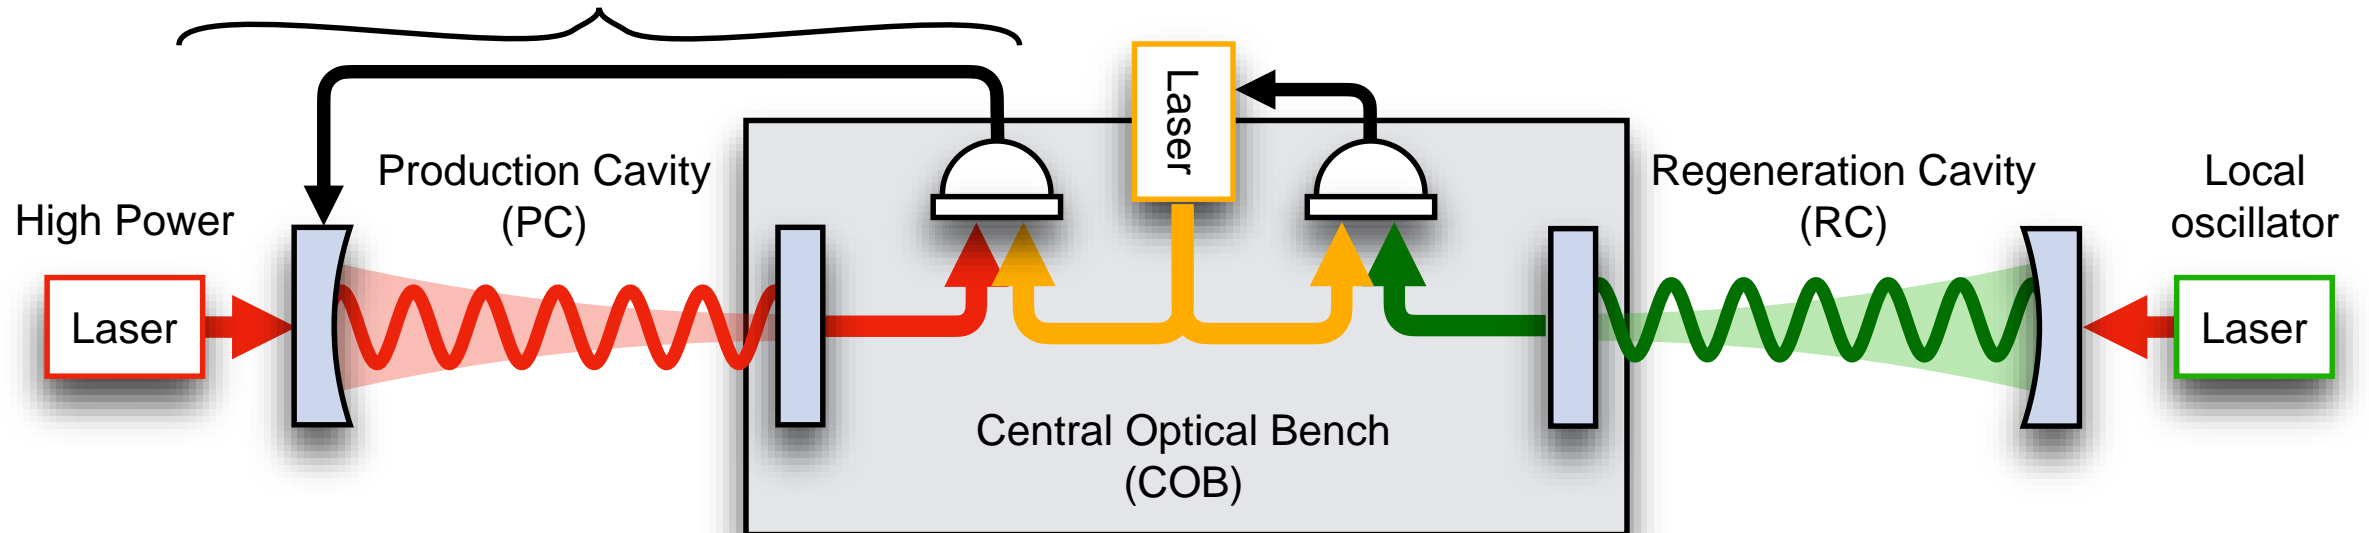 High Power
Laser
Production Cavity
(PC)
Laser
Central Optical Bench
(COB)
Regeneration Cavity
(RC)
Local
oscillator
Laser